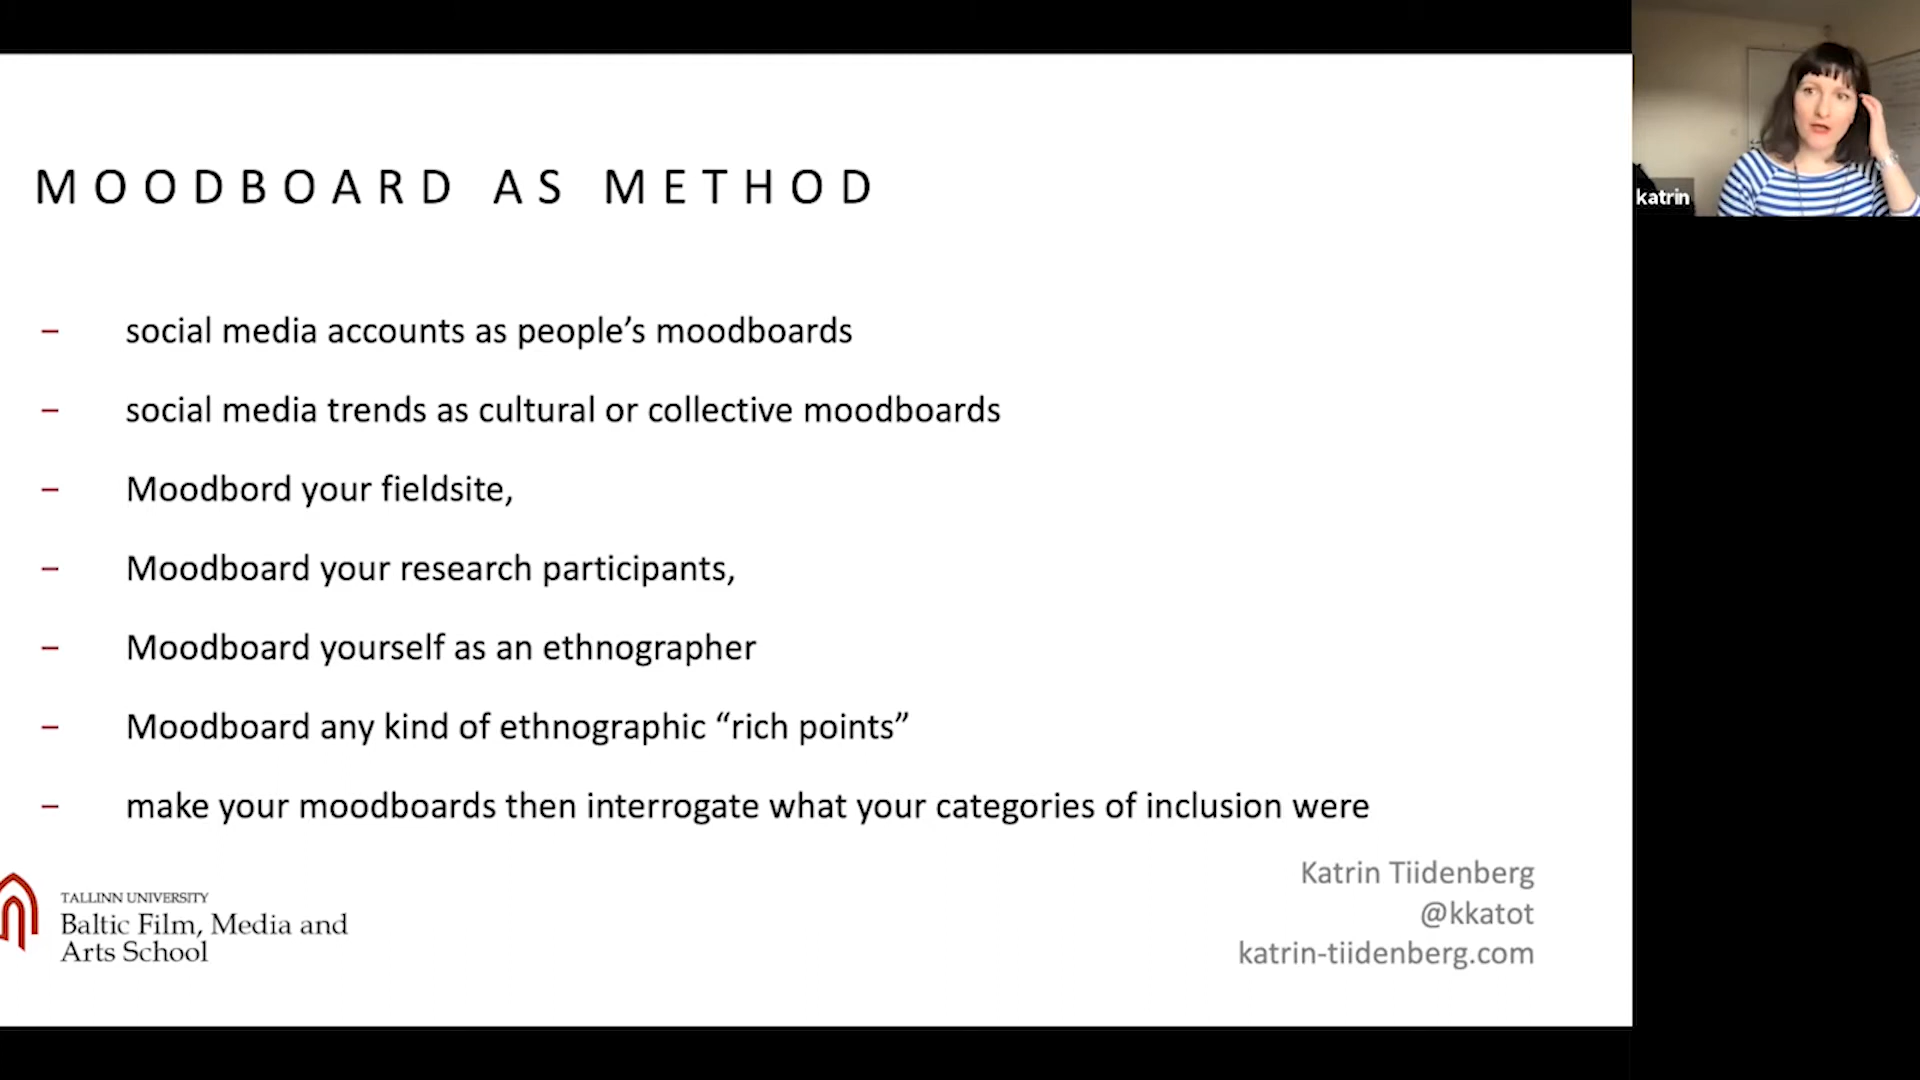 MOODBOARD AS METHOD
– social media accounts as people’s moodboards
– social media trends as cultural or collective moodboards
– Moodbord your fieldsite,
– Moodboard your research participants,
– Moodboard yourself as an ethnographer
– Moodboard any kind of ethnographic “rich points”
– make your moodboards then interrogate what your categories of inclusion were
Katrin Tiidenberg
@kkatot
katrin-tiidenberg.com
TALLINN UNIVERSITY
Baltic Film, Media and
Arts School
katrin